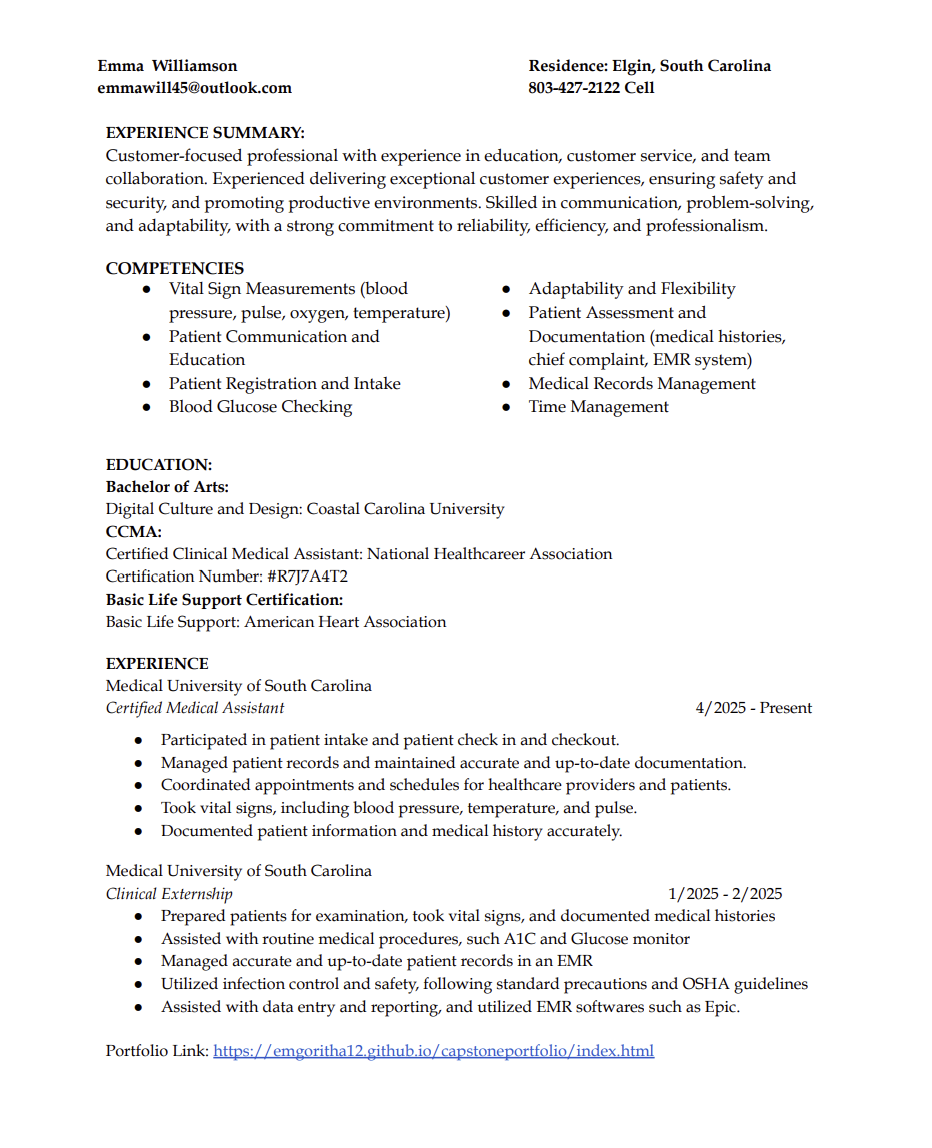 Emma Williamson
Residence: Elgin, South Carolina
emmawill45@outlook.com
803-427-2122 Cell
EXPERIENCE SUMMARY:
Customer-focused professional with experience in education, customer service, and team
collaboration. Experienced delivering exceptional customer experiences, ensuring safety and
security, and promoting productive environments. Skilled in communication, problem-solving,
and adaptability, with a strong commitment to reliability, efficiency, and professionalism.
COMPETENCIES
● Vital Sign Measurements (blood
pressure, pulse, oxygen, temperature)
● Patient Communication and
Education
● Patient Registration and Intake
● Blood Glucose Checking
● Adaptability and Flexibility
● Patient Assessment and
Documentation (medical histories,
chief complaint, EMR system)
● Medical Records Management
● Time Management
EDUCATION:
Bachelor of Arts:
Digital Culture and Design: Coastal Carolina University
CCMA:
Certified Clinical Medical Assistant: National Healthcareer Association
Certification Number: #R7J7A4T2
Basic Life Support Certification:
Basic Life Support: American Heart Association
EXPERIENCE
Medical University of South Carolina
Certified Medical Assistant 4/2025 - Present
● Participated in patient intake and patient check in and checkout.
● Managed patient records and maintained accurate and up-to-date documentation.
● Coordinated appointments and schedules for healthcare providers and patients.
● Took vital signs, including blood pressure, temperature, and pulse.
● Documented patient information and medical history accurately.
Medical University of South Carolina
Clinical Externship 1/2025 - 2/2025
● Prepared patients for examination, took vital signs, and documented medical histories
● Assisted with routine medical procedures, such A1C and Glucose monitor
● Managed accurate and up-to-date patient records in an EMR
● Utilized infection control and safety, following standard precautions and OSHA guidelines
● Assisted with data entry and reporting, and utilized EMR softwares such as Epic.
Portfolio Link: https://emgoritha12.github.io/capstoneportfolio/index.html